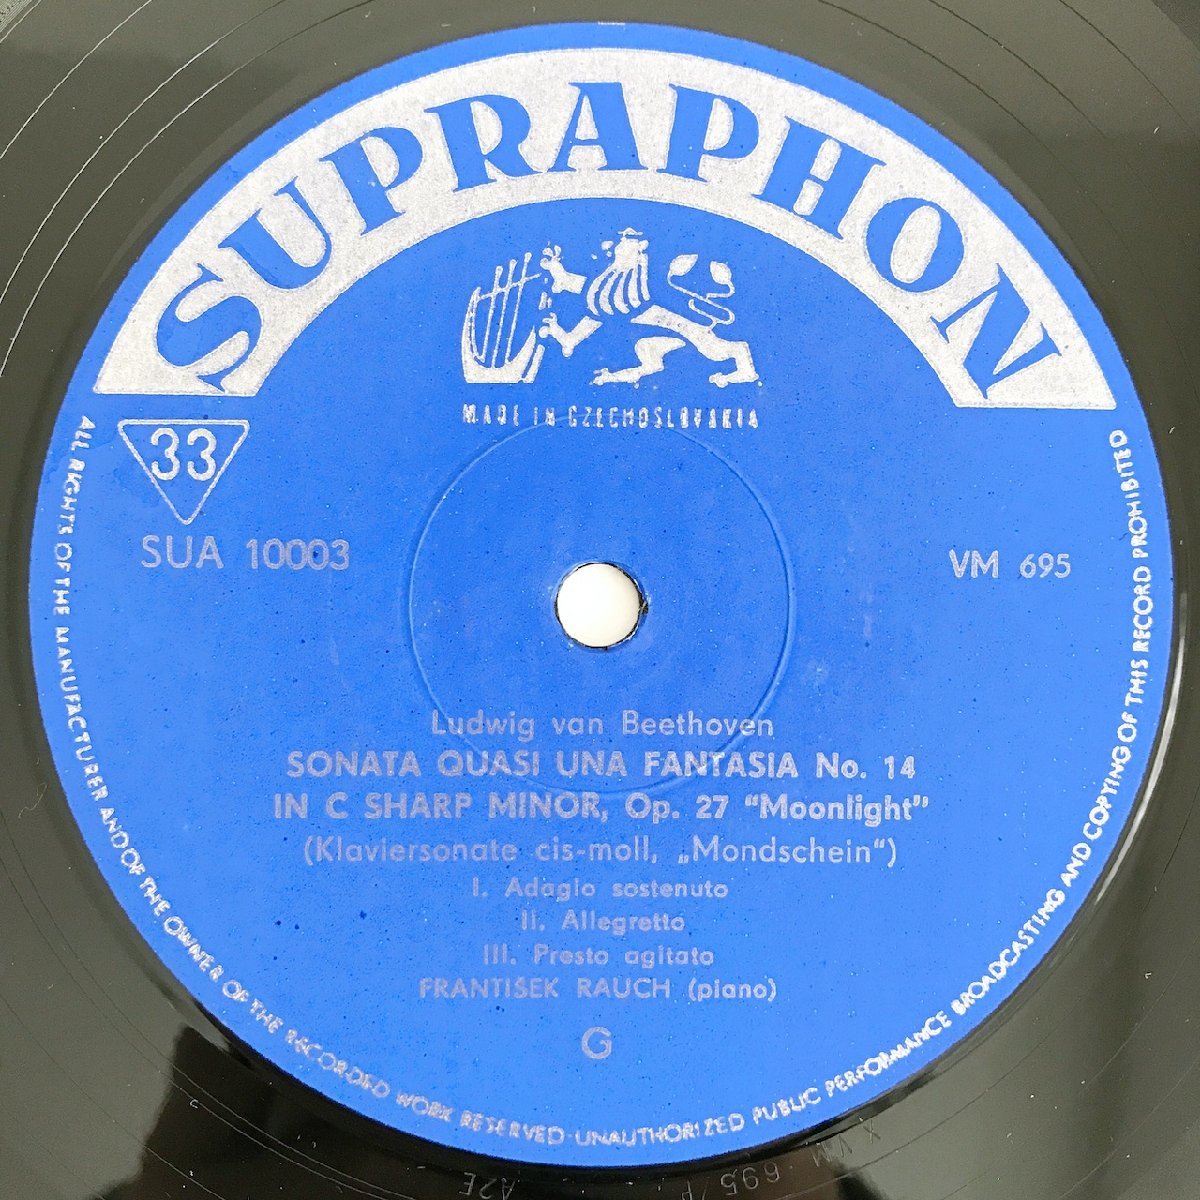 SUPRAPHON
MADE IN CZECHOSLOVAKIA
33
SUA 10003
VM 695
Ludwig van Beethoven
SONATA QUASI UNA FANTASIA No. 14
IN C SHARP MINOR, Op. 27 "Moonlight"
(Klaviersonate cis-moll, „Mondschein")
I. Adagio sostenuto
II. Allegretto
III. Presto agitato
FRANTIŠEK RAUCH (piano)
G
ALL RIGHTS OF THE MANUFACTURER AND OF THE OWNER OF THE RECORDED WORK RESERVED · UNAUTHORIZED PUBLIC PERFORMANCE BROADCASTING AND COPYING OF THIS RECORD PROHIBITED
VM 695
A2E